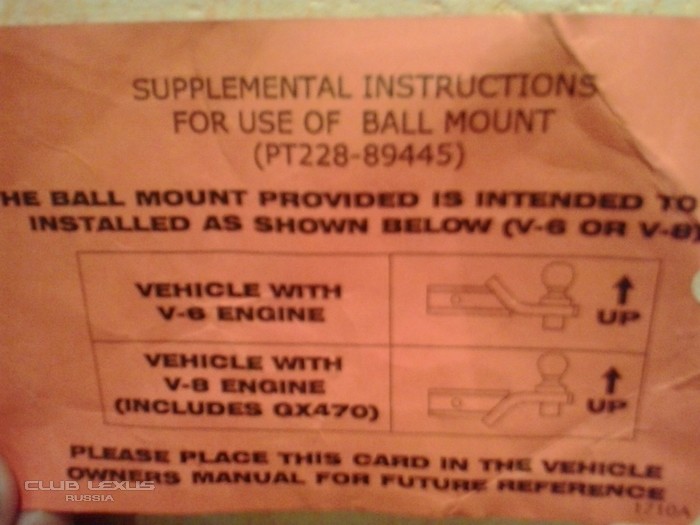 SUPPLEMENTAL INSTRUCTIONS
FOR USE OF BALL MOUNT
(PT228-89445)
HE BALL MOUNT PROVIDED IS INTENDED TO
INSTALLED AS SHOWN BELOW (V-6 OR V-8)
VEHICLE WITH
V-6 ENGINE
UP
VEHICLE WITH
V-8 ENGINE
(INCLUDES GX470)
UP
PLEASE PLACE THIS CARD IN THE VEHICLE
OWNERS MANUAL FOR FUTURE REFERENCE
1210A
CLUB LEXUS
RUSSIA